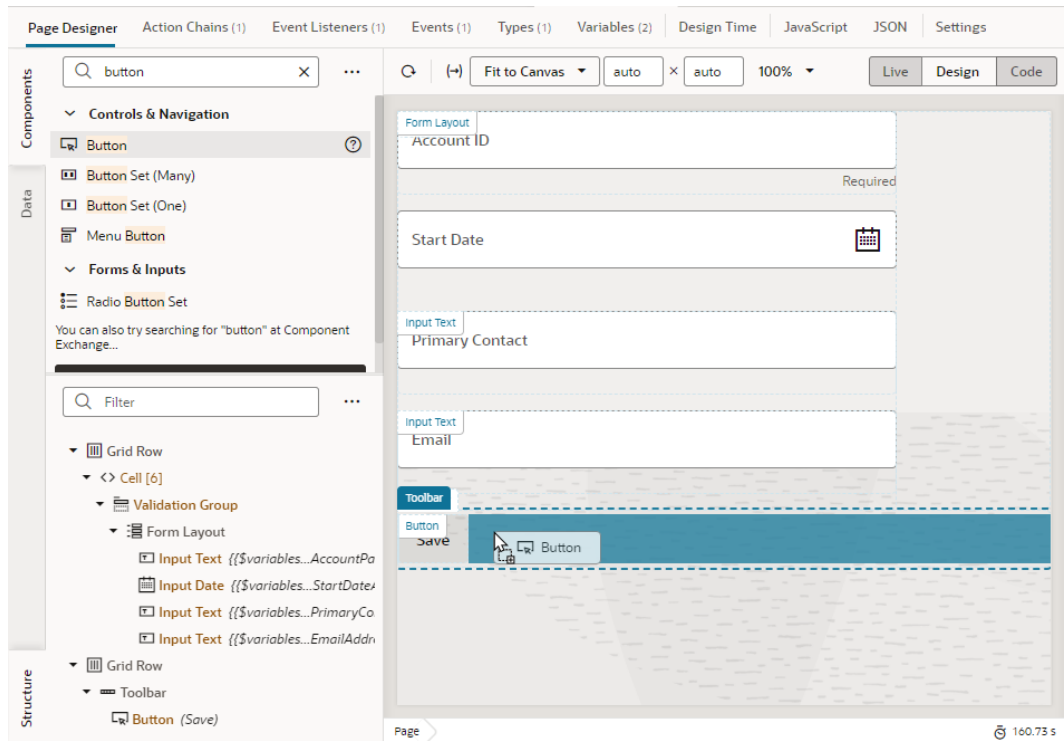 Page Designer Action Chains (1) Event Listeners (1) Events (1) Types (1) Variables (2) Design Time JavaScript JSON Settings
Components
Data
Structure
button
Controls & Navigation
Button
Button Set (Many)
Button Set (One)
Menu Button
Forms & Inputs
Radio Button Set
You can also try searching for "button" at Component
Exchange...
Filter
Grid Row
Cell [6]
Validation Group
Form Layout
Input Text {{$variables...AccountPa
Input Date {{$variables...StartDateA
Input Text {{$variables...PrimaryCo
Input Text {{$variables...EmailAddre
Grid Row
Toolbar
Button (Save)
Fit to Canvas auto × auto 100% Live Design Code
Form Layout
Account ID
Required
Start Date
Input Text
Primary Contact
Input Text
Email
Toolbar
Button
Save
Button
Page
160.73 s